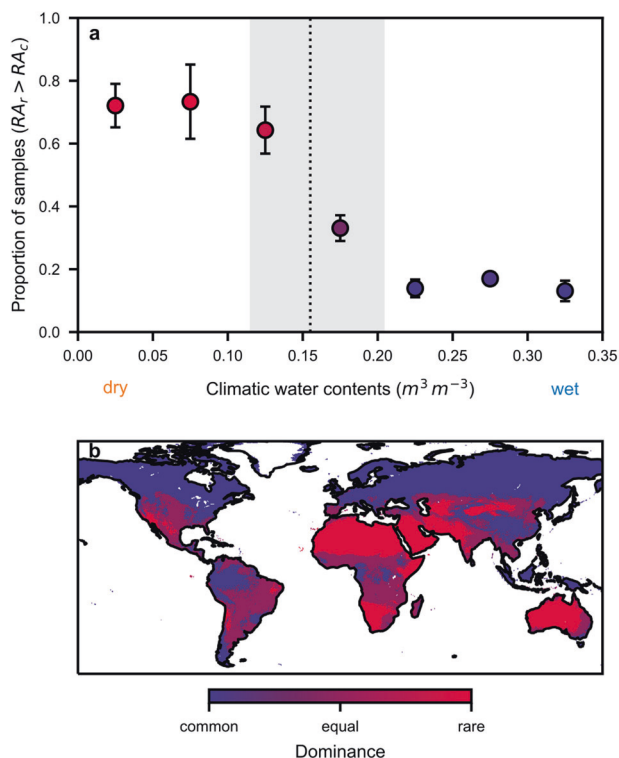 a
Proportion of samples (RAᵣ > RA꜀)
1.0
0.8
0.6
0.4
0.2
0.0
0.00 0.05 0.10 0.15 0.20 0.25 0.30 0.35
dry Climatic water contents (m³ m⁻³) wet
b
common equal rare
Dominance